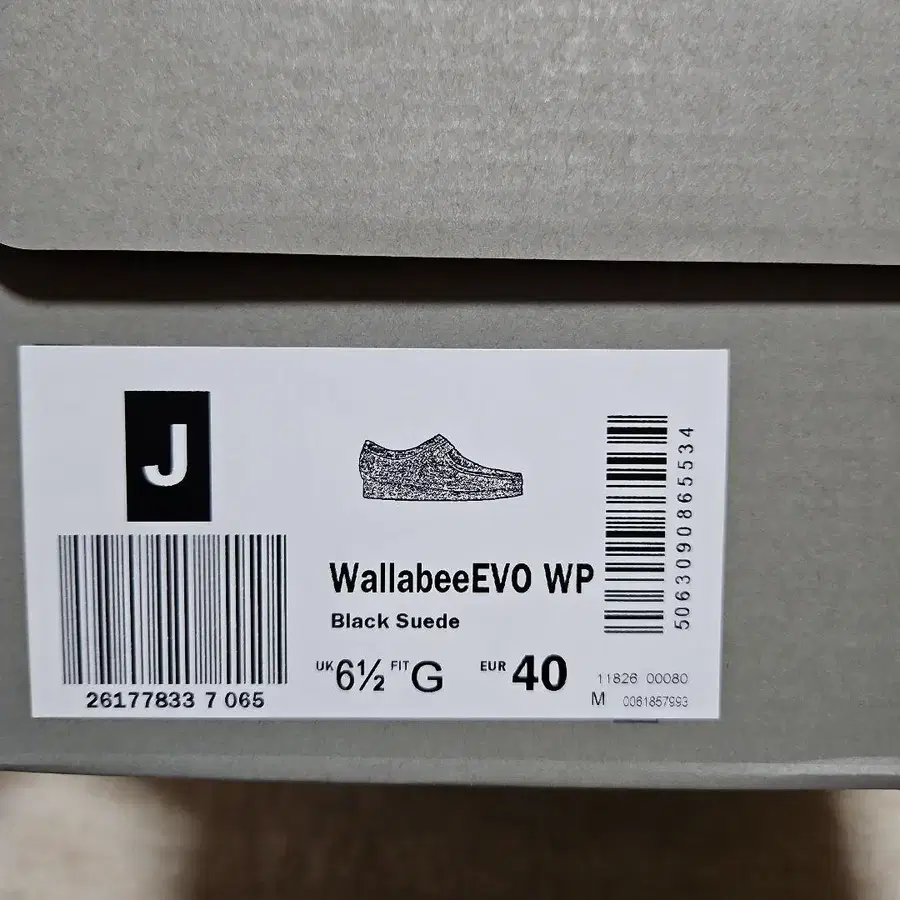 J
26177833 7 065
WallabeeEVO WP
Black Suede
UK 6½ FIT G EUR 40
5063090865534
11826 00080
M 0061857993